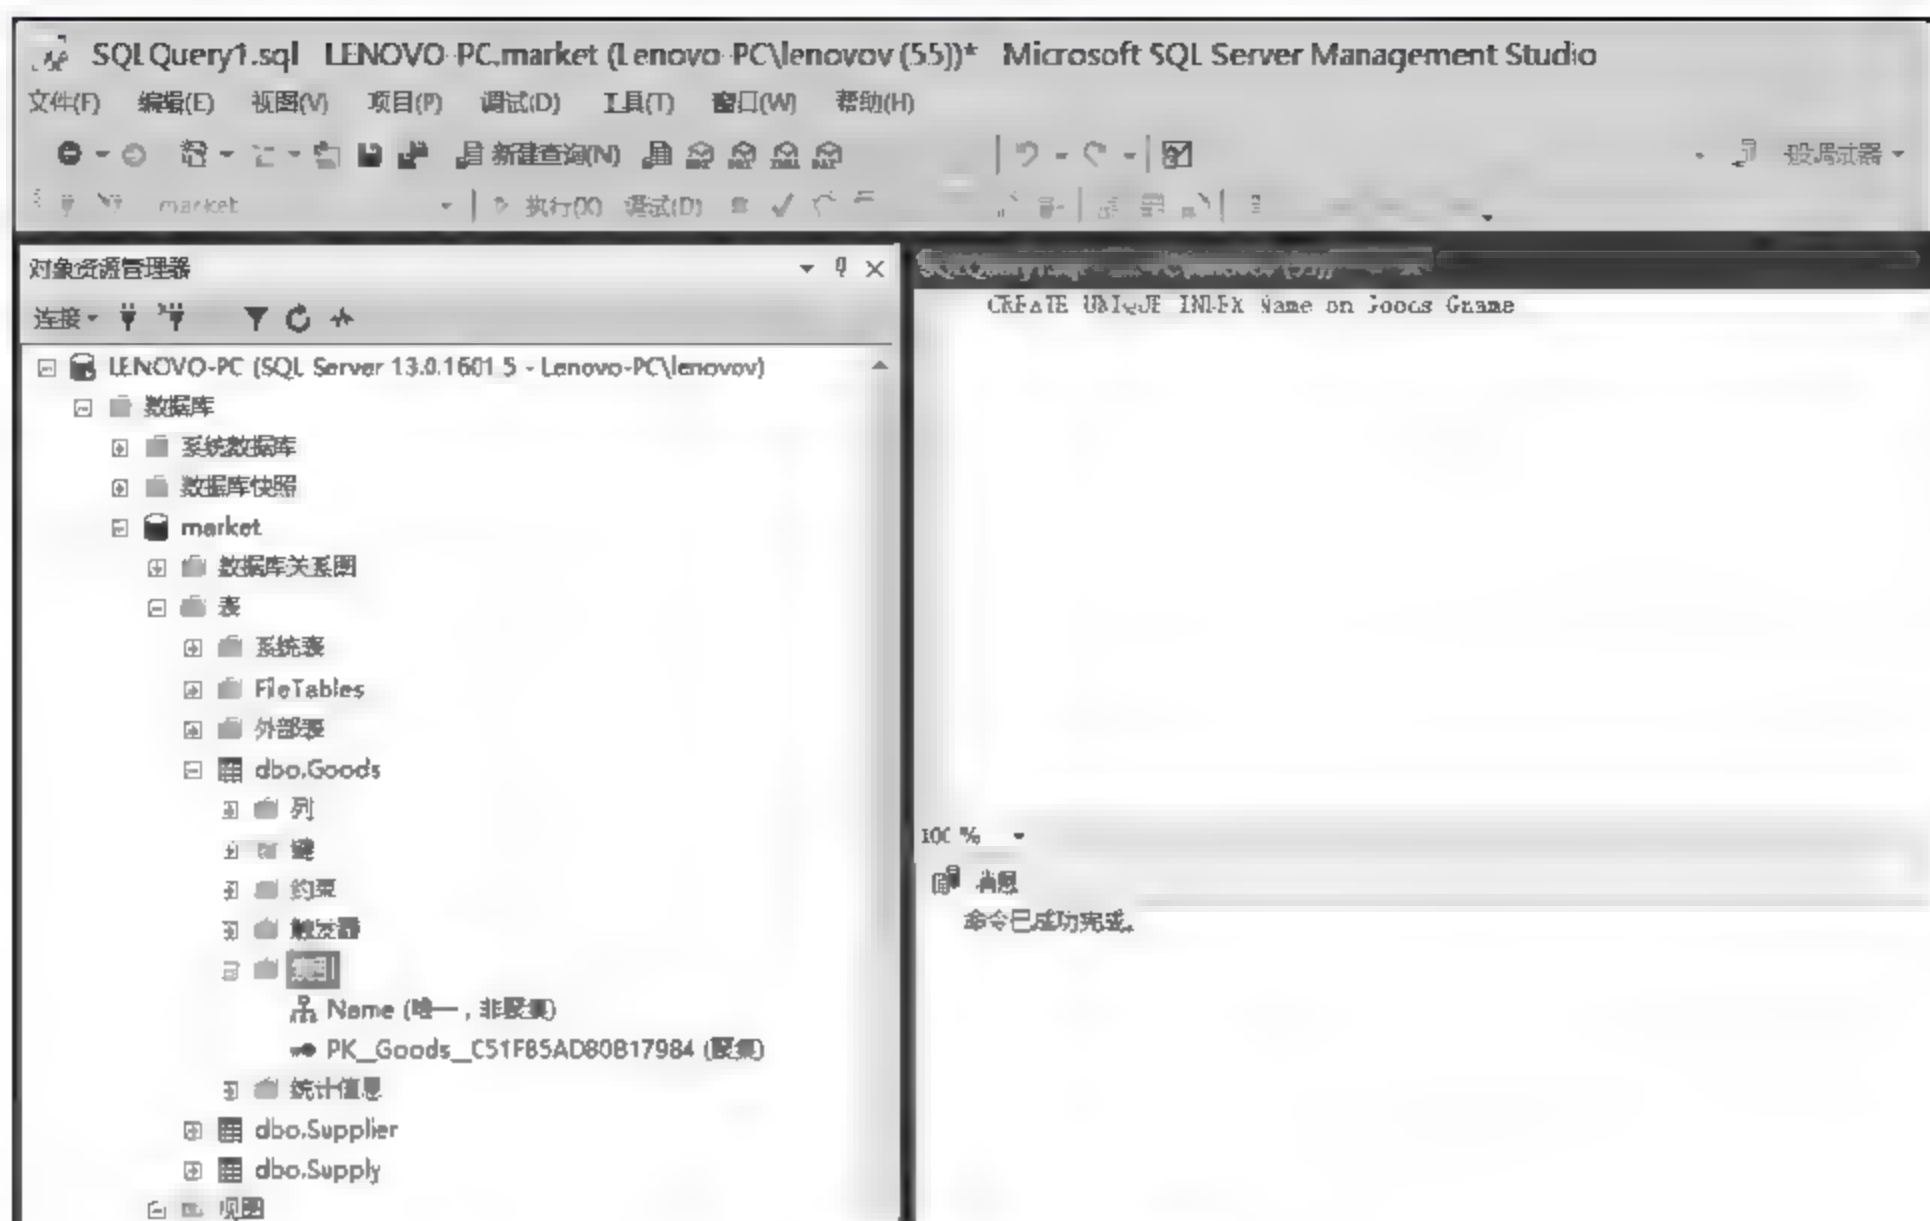 SQLQuery1.sql LENOVO-PC.market (Lenovo-PC\lenovov (55))* Microsoft SQL Server Management Studio
文件(F) 编辑(E) 视图(V) 项目(P) 调试(D) 工具(T) 窗口(W) 帮助(H)
新建查询(N)
market 执行(X) 调试(D)
对象资源管理器
连接
CREATE UNIQUE INDEX Name on Goods Gname
LENOVO-PC (SQL Server 13.0.1601.5 - Lenovo-PC\lenovov)
数据库
系统数据库
数据库快照
market
数据库关系图
表
系统表
FileTables
外部表
dbo.Goods
列
键
约束
触发器
索引
Name (唯一，非聚集)
PK__Goods__C51F85AD80817984 (聚集)
统计信息
dbo.Supplier
dbo.Supply
视图
100 %
消息
命令已成功完成。